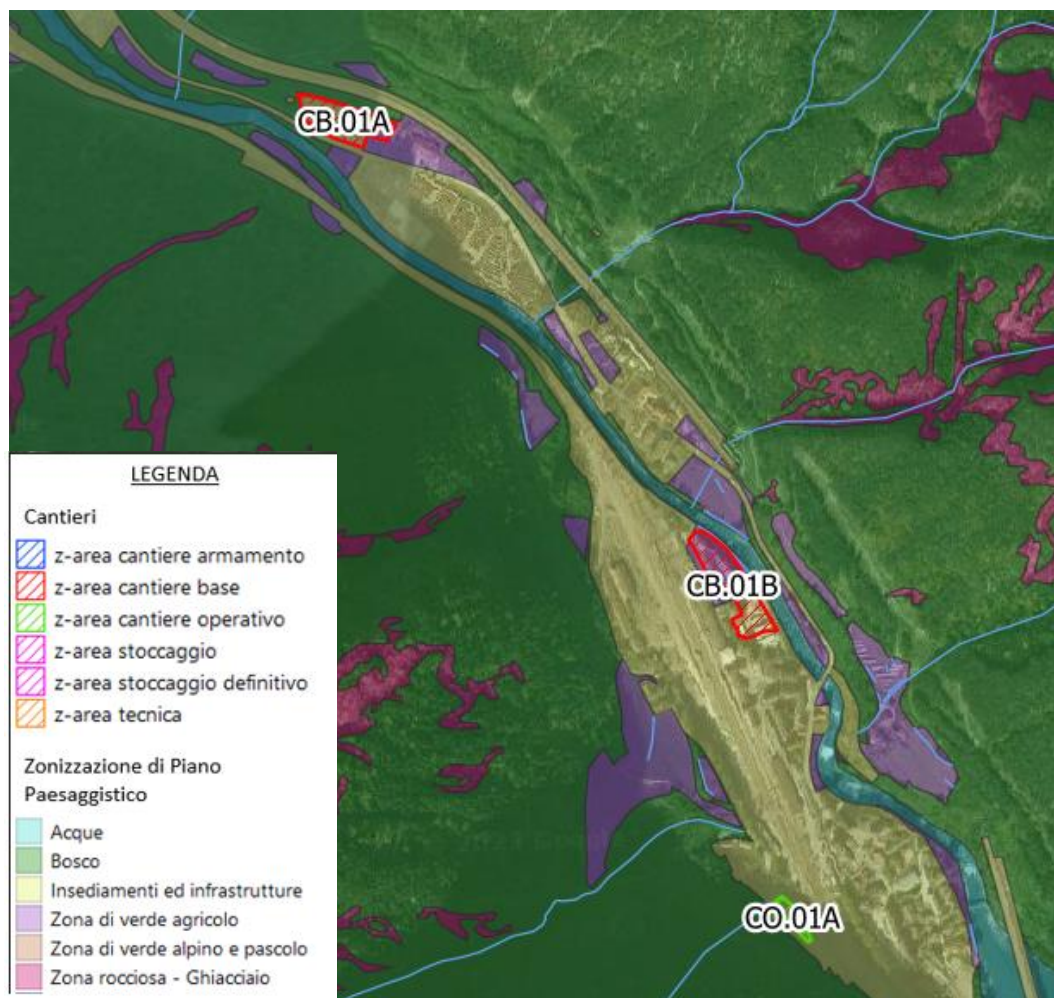 CB.01A
CB.01B
CO.01A
LEGENDA
Cantieri
z-area cantiere armamento
z-area cantiere base
z-area cantiere operativo
z-area stoccaggio
z-area stoccaggio definitivo
z-area tecnica
Zonizzazione di Piano
Paesaggistico
Acque
Bosco
Insediamenti ed infrastrutture
Zona di verde agricolo
Zona di verde alpino e pascolo
Zona rocciosa - Ghiacciaio